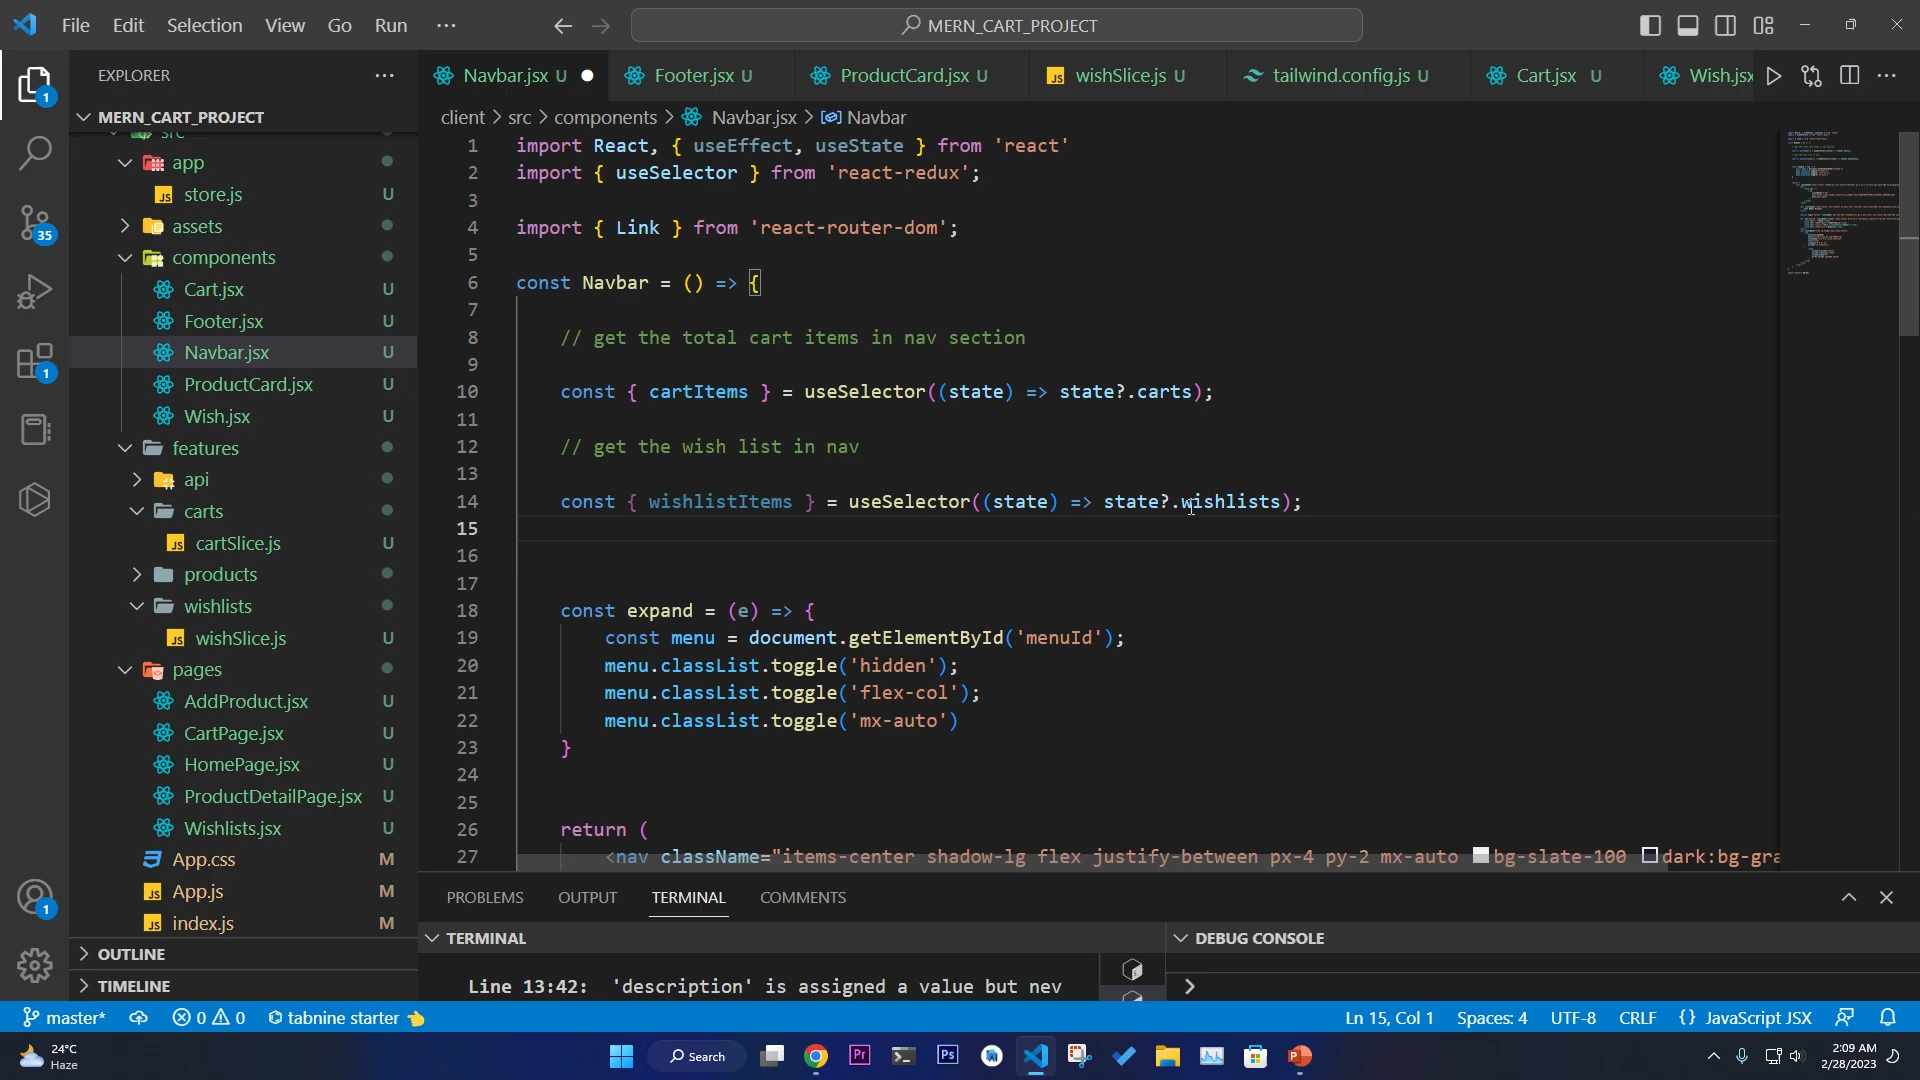 File Edit Selection View Go Run ···
MERN_CART_PROJECT
EXPLORER
MERN_CART_PROJECT
src
app
store.js U
assets
components
Cart.jsx U
Footer.jsx U
Navbar.jsx U
ProductCard.jsx U
Wish.jsx U
features
api
carts
cartSlice.js U
products
wishlists
wishSlice.js U
pages
AddProduct.jsx U
CartPage.jsx U
HomePage.jsx U
ProductDetailPage.jsx U
Wishlists.jsx U
App.css M
App.js M
index.js M
OUTLINE
TIMELINE
1
35
1
1
Navbar.jsx U Footer.jsx U ProductCard.jsx U wishSlice.js U tailwind.config.js U Cart.jsx U Wish.jsx
client > src > components > Navbar.jsx > Navbar
1 import React, { useEffect, useState } from 'react'
2 import { useSelector } from 'react-redux';
3
4 import { Link } from 'react-router-dom';
5
6 const Navbar = () => {
7
8 // get the total cart items in nav section
9
10 const { cartItems } = useSelector((state) => state?.carts);
11
12 // get the wish list in nav
13
14 const { wishlistItems } = useSelector((state) => state?.wishlists);
15
16
17
18 const expand = (e) => {
19 const menu = document.getElementById('menuId');
20 menu.classList.toggle('hidden');
21 menu.classList.toggle('flex-col');
22 menu.classList.toggle('mx-auto')
23 }
24
25
26 return (
27 <nav className="items-center shadow-lg flex justify-between px-4 py-2 mx-auto bg-slate-100 dark:bg-gra
PROBLEMS OUTPUT TERMINAL COMMENTS
TERMINAL
Line 13:42: 'description' is assigned a value but nev
DEBUG CONSOLE
>
master* 0 0 tabnine starter
Ln 15, Col 1 Spaces: 4 UTF-8 CRLF {} JavaScript JSX
24°C
Haze
Search
2:09 AM
2/28/2023